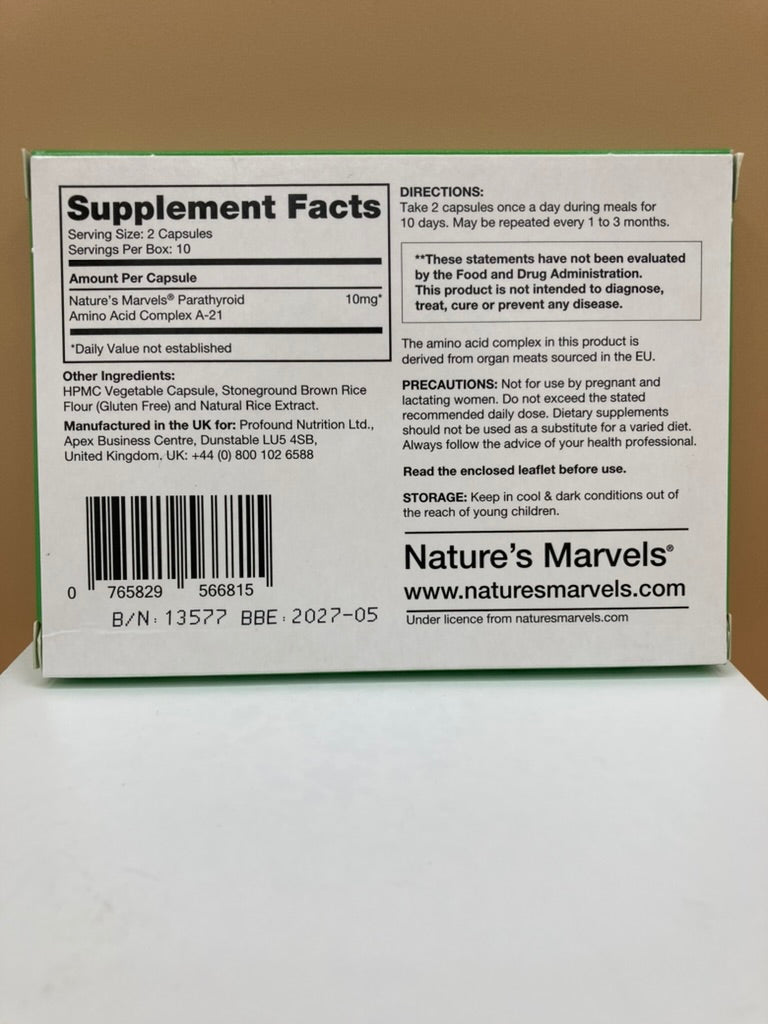 Supplement Facts
Serving Size: 2 Capsules
Servings Per Box: 10
Amount Per Capsule
Nature's Marvels® Parathyroid 10mg*
Amino Acid Complex A-21
*Daily Value not established
Other Ingredients:
HPMC Vegetable Capsule, Stoneground Brown Rice
Flour (Gluten Free) and Natural Rice Extract.
Manufactured in the UK for: Profound Nutrition Ltd.,
Apex Business Centre, Dunstable LU5 4SB,
United Kingdom. UK: +44 (0) 800 102 6588
0 765829 566815
B/N: 13577 BBE: 2027-05
DIRECTIONS:
Take 2 capsules once a day during meals for
10 days. May be repeated every 1 to 3 months.
**These statements have not been evaluated
by the Food and Drug Administration.
This product is not intended to diagnose,
treat, cure or prevent any disease.
The amino acid complex in this product is
derived from organ meats sourced in the EU.
PRECAUTIONS: Not for use by pregnant and
lactating women. Do not exceed the stated
recommended daily dose. Dietary supplements
should not be used as a substitute for a varied diet.
Always follow the advice of your health professional.
Read the enclosed leaflet before use.
STORAGE: Keep in cool & dark conditions out of
the reach of young children.
Nature's Marvels®
www.naturesmarvels.com
Under licence from naturesmarvels.com